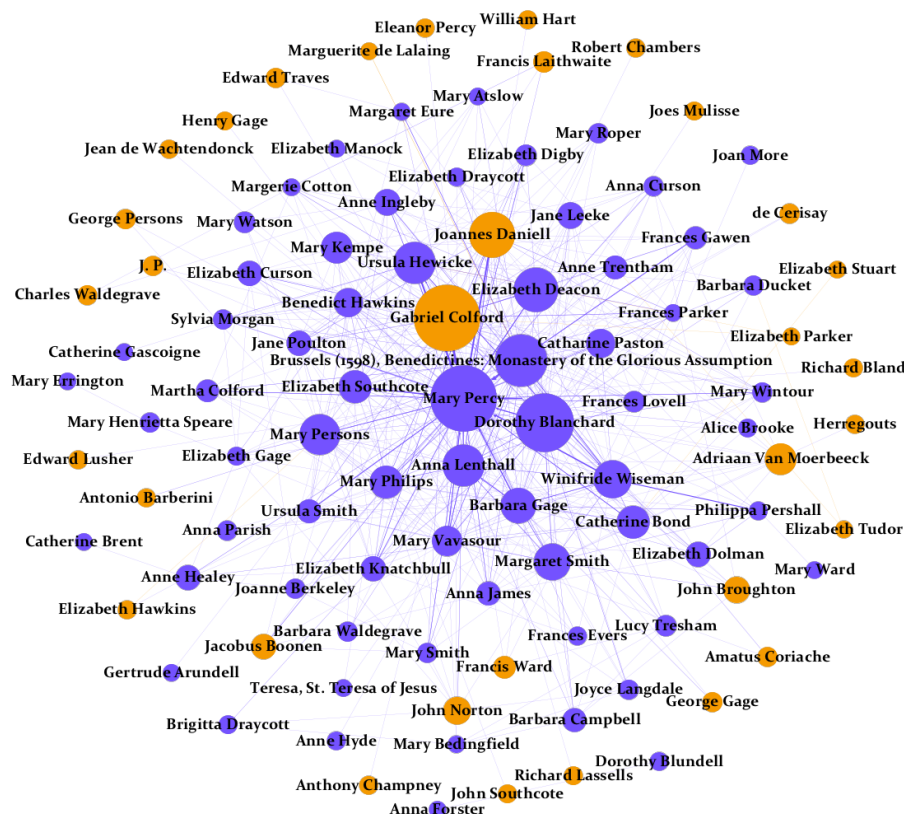 William Hart
Eleanor Percy
Robert Chambers
Marguerite de Lalaing
Francis Laithwaite
Edward Traves
Mary Atslow
Margaret Eure
Joes Mulisse
Henry Gage
Mary Roper
Jean de Wachtendonck
Elizabeth Manock
Elizabeth Digby
Joan More
Elizabeth Draycott
Margerie Cotton
Anna Curson
Anne Ingleby
Jane Leeke
de Cerisay
George Persons
Mary Watson
Joannes Daniell
Frances Gawen
Mary Kempe
Ursula Hewicke
J. P.
Elizabeth Curson
Anne Trentham
Elizabeth Stuart
Elizabeth Deacon
Barbara Ducket
Charles Waldegrave
Benedict Hawkins
Sylvia Morgan
Gabriel Colford
Frances Parker
Elizabeth Parker
Jane Poulton
Catharine Paston
Catherine Gascoigne
Brussels (1598), Benedictines: Monastery of the Glorious Assumption
Richard Bland
Mary Errington
Martha Colford
Elizabeth Southcote
Mary Percy
Mary Wintour
Frances Lovell
Mary Henrietta Speare
Dorothy Blanchard
Herregouts
Mary Persons
Alice Brooke
Elizabeth Gage
Adriaan Van Moerbeeck
Edward Lusher
Anna Lenthall
Mary Philips
Winifride Wiseman
Antonio Barberini
Barbara Gage
Ursula Smith
Philippa Pershall
Anna Parish
Catherine Bond
Elizabeth Tudor
Catherine Brent
Mary Vavasour
Elizabeth Dolman
Margaret Smith
Elizabeth Knatchbull
Mary Ward
Anne Healey
Joanne Berkeley
John Broughton
Anna James
Elizabeth Hawkins
Lucy Tresham
Barbara Waldegrave
Frances Evers
Jacobus Boonen
Mary Smith
Amatus Coriache
Francis Ward
Gertrude Arundell
Teresa, St. Teresa of Jesus
Joyce Langdale
George Gage
John Norton
Barbara Campbell
Brigitta Draycott
Anne Hyde
Mary Bedingfield
Dorothy Blundell
Richard Lassells
Anthony Champney
John Southcote
Anna Forster